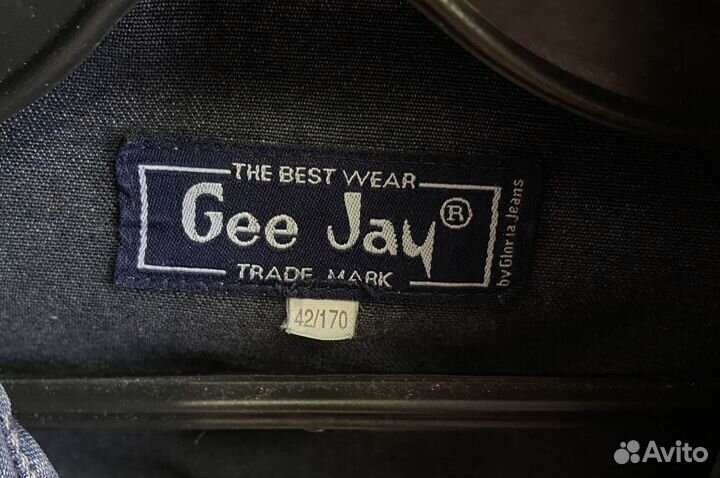 THE BEST WEAR
Gee Jay®
TRADE MARK
by Gloria Jeans
42/170
Avito